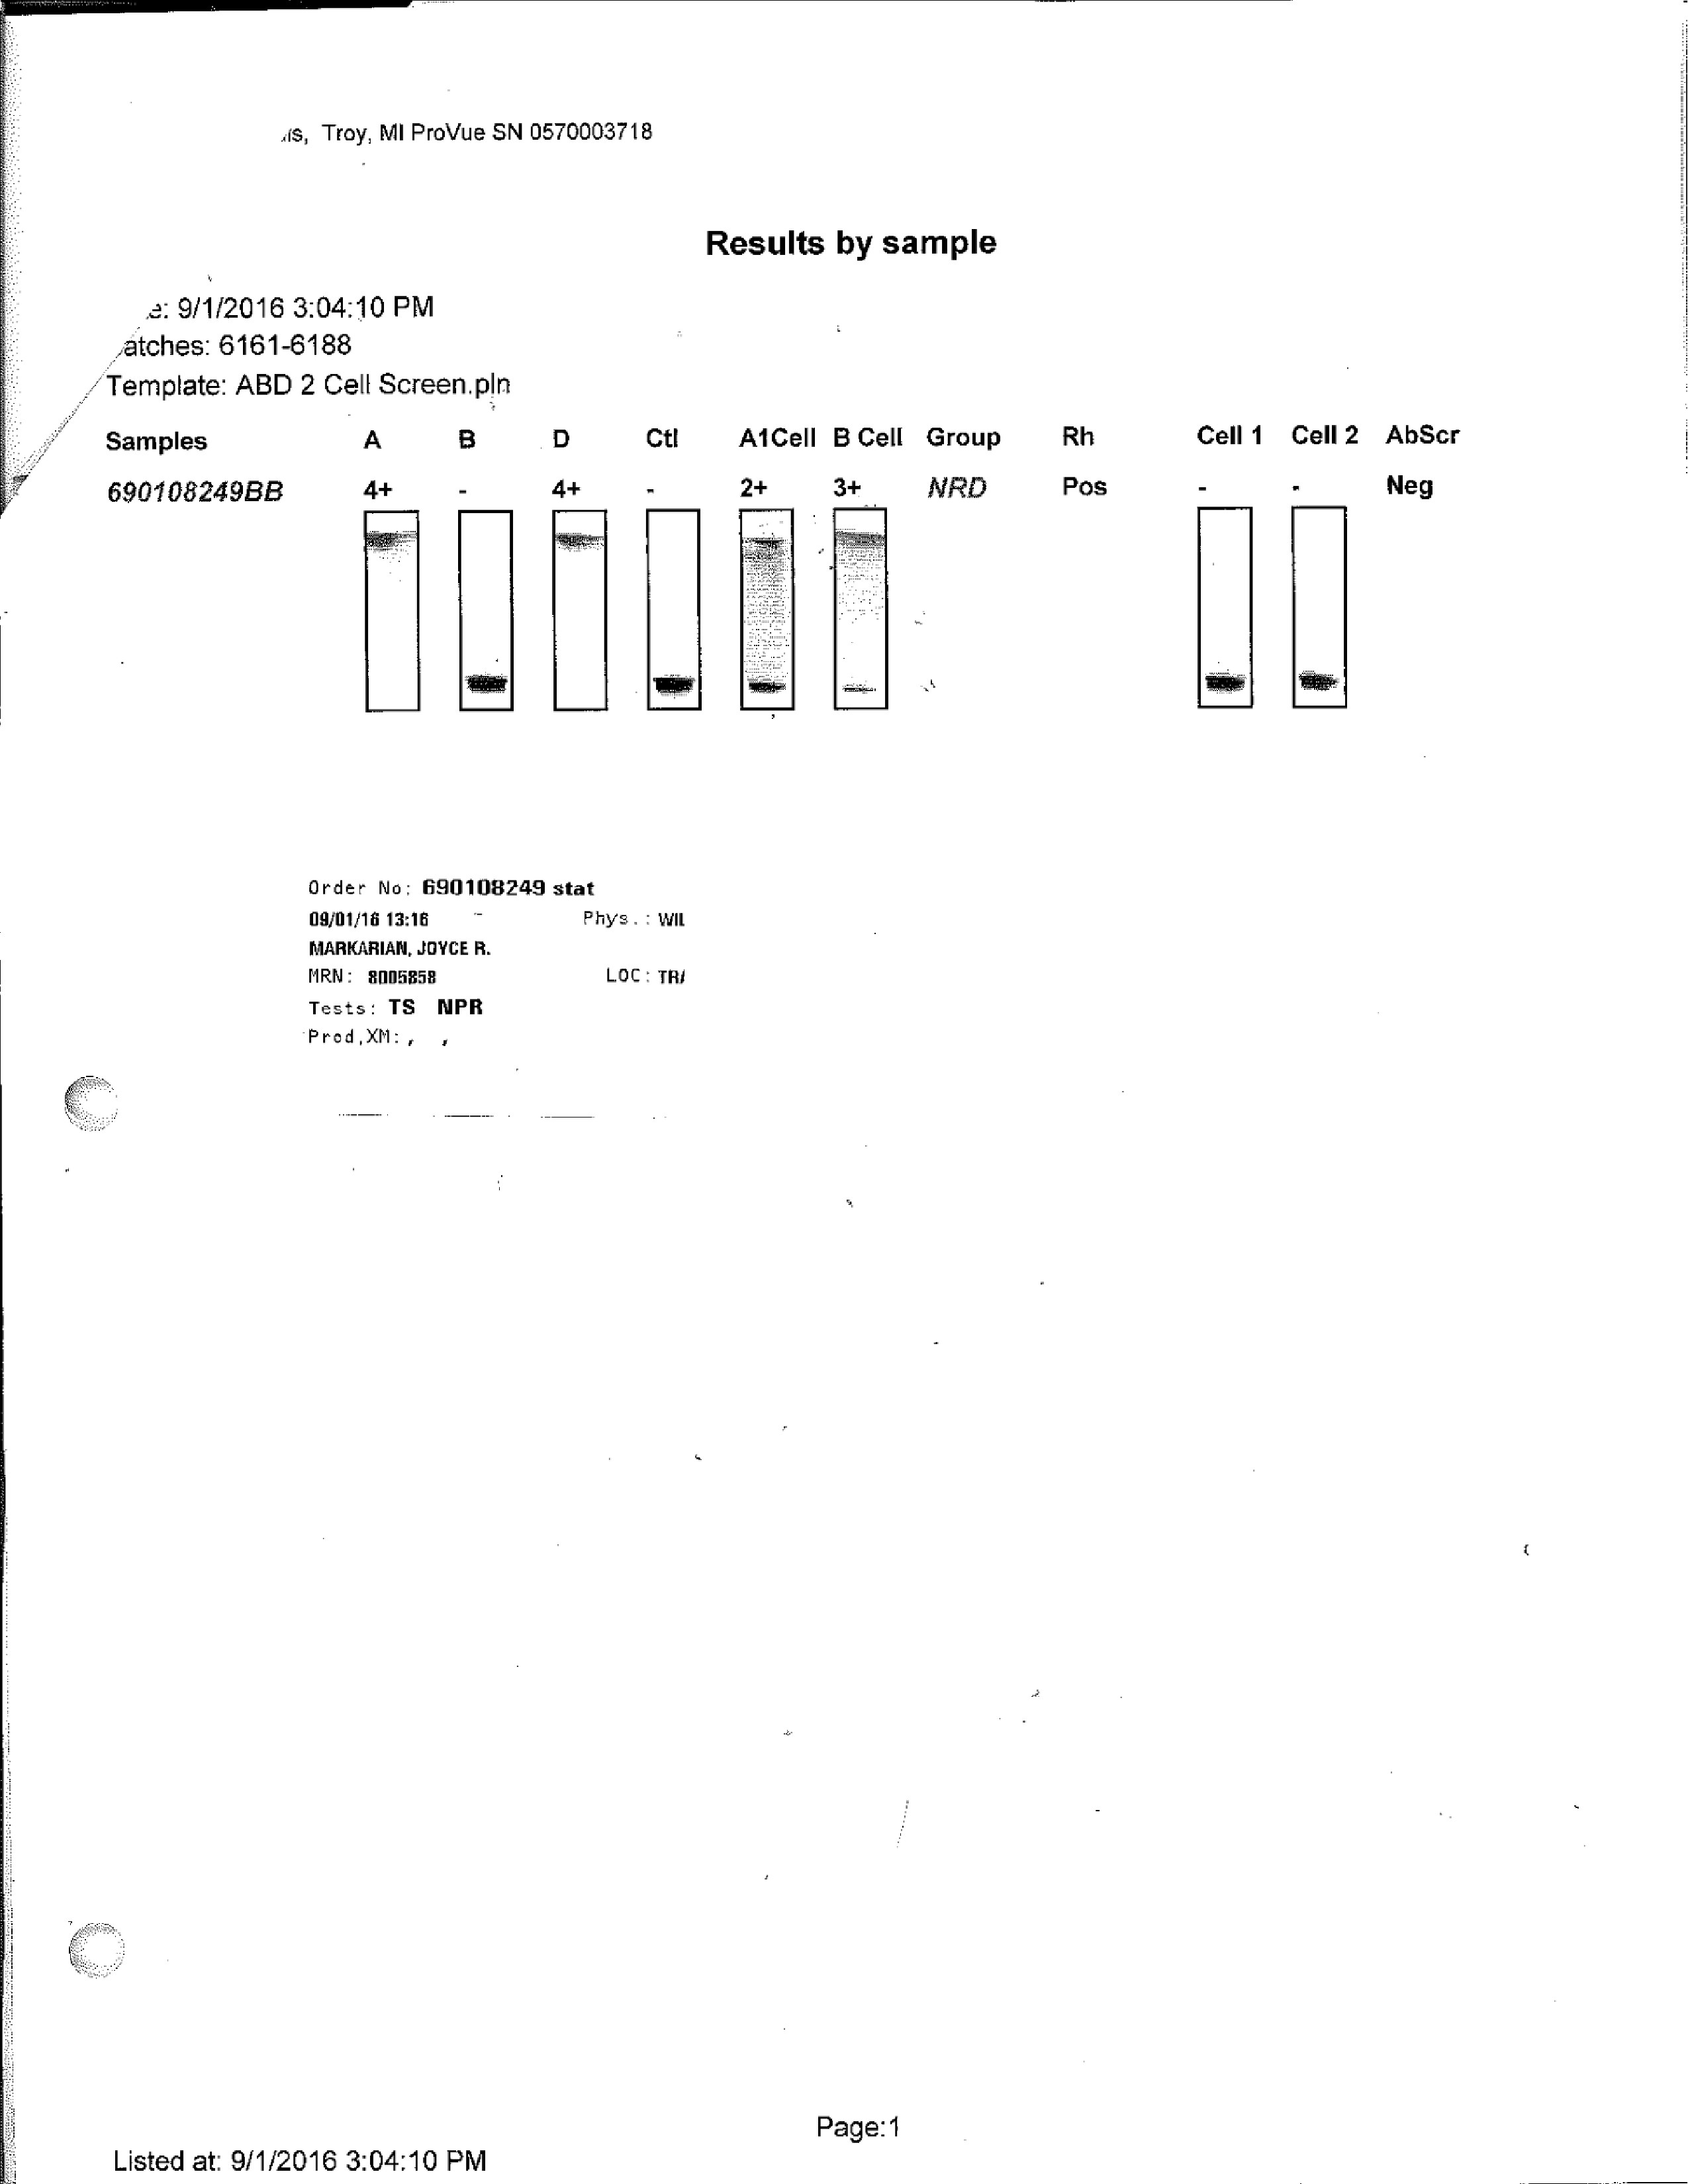 Troy, MI ProVue SN 0570003718
Results by sample
9/1/2016 3:04:10 PM
atches: 6161-6188
Template: ABD 2 Cell Screen.pln
Samples A B D Ctl A1Cell B Cell Group Rh Cell 1 Cell 2 AbScr
690108249BB 4+ - 4+ - 2+ 3+ NRD Pos - - Neg
Order No: 690108249 stat
09/01/16 13:16 Phys.: WIL
MARKARIAN, JOYCE R.
MRN: 8005858 LOC:
Tests: TS NPR
Prod,XM: , ,
Page:1
Listed at: 9/1/2016 3:04:10 PM